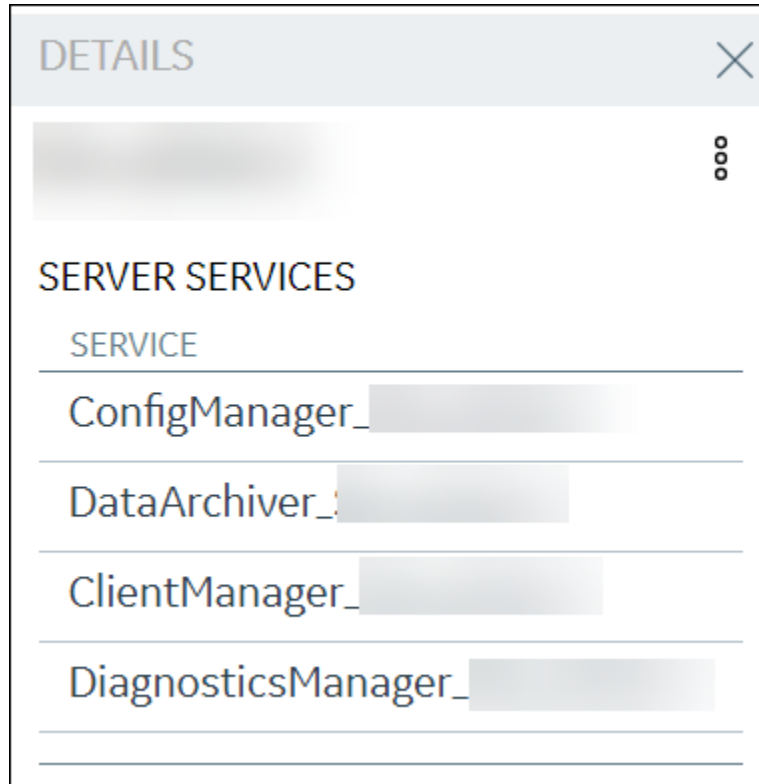 DETAILS
SERVER SERVICES
SERVICE
ConfigManager_
DataArchiver_
ClientManager_
DiagnosticsManager_